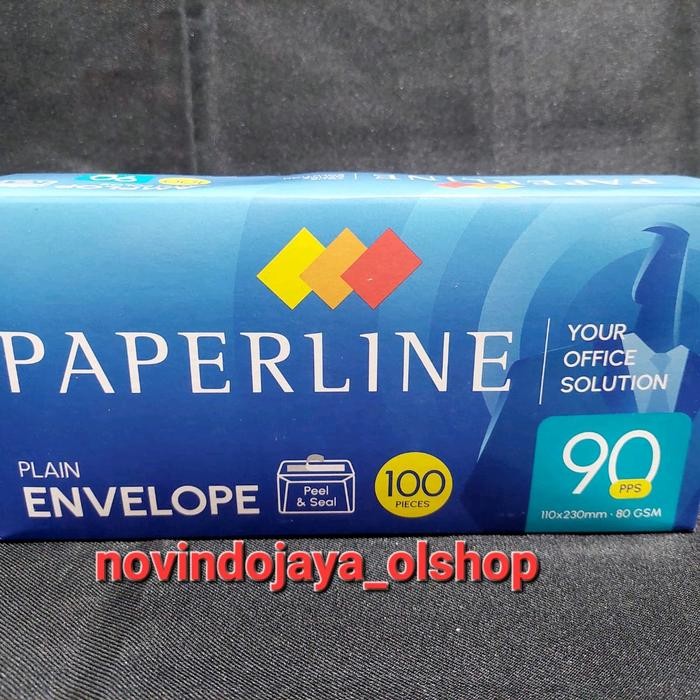 PAPERLINE
YOUR
OFFICE
SOLUTION
PLAIN
ENVELOPE
Peel
& Seal
100
PIECES
90
PPS
110x230mm · 80 GSM
novindojaya_olshop